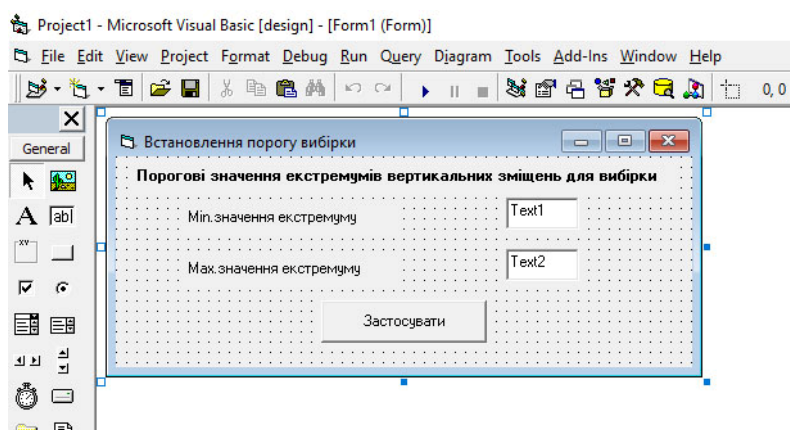 Project1 - Microsoft Visual Basic [design] - [Form1 (Form)]
File Edit View Project Format Debug Run Query Diagram Tools Add-Ins Window Help
0, 0
General
Встановлення порогу вибірки
Порогові значення екстремумів вертикальних зміщень для вибірки
A
ab|
Min.значення екстремуму
Text1
XY
Max.значення екстремуму
Text2
Застосувати